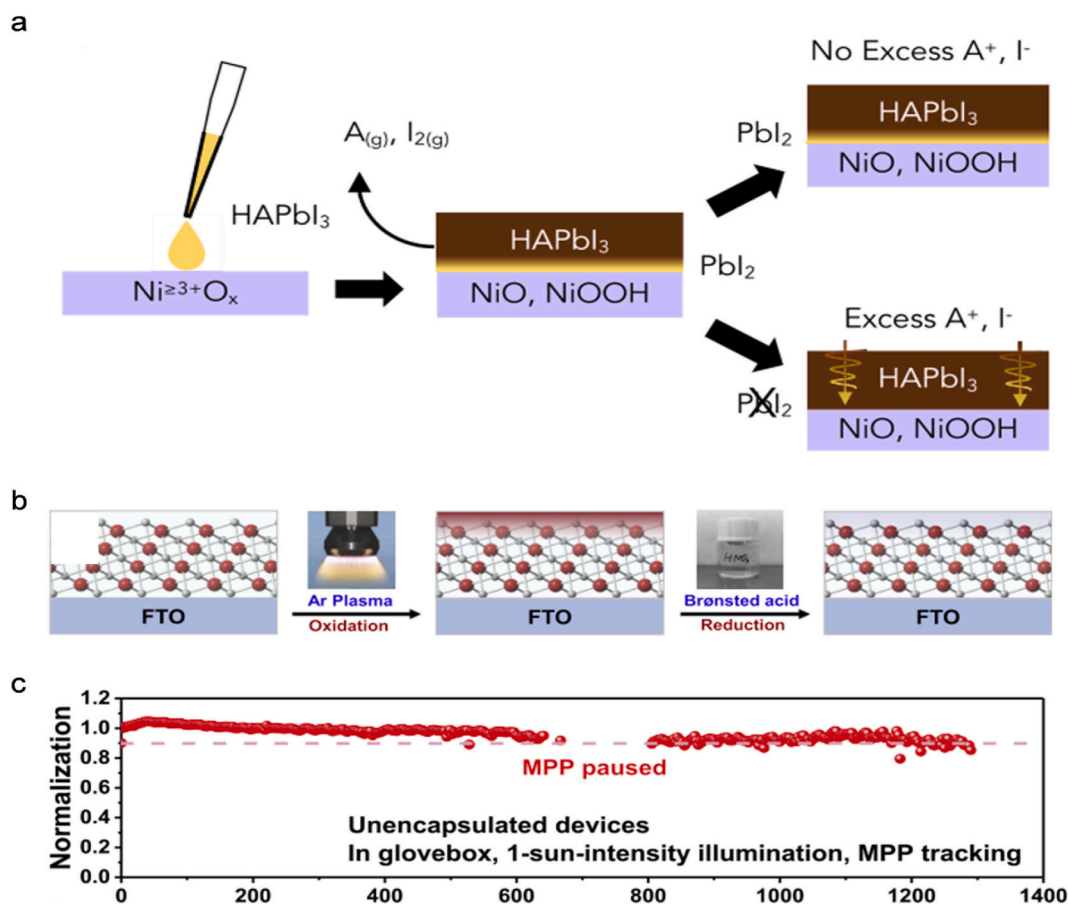 a
No Excess A⁺, I⁻
HAPbI₃
PbI₂
NiO, NiOOH
A(g), I₂(g)
HAPbI₃
Ni≥³⁺Oₓ
HAPbI₃
NiO, NiOOH
PbI₂
Excess A⁺, I⁻
HAPbI₃
PbI₂
NiO, NiOOH
b
FTO
Ar Plasma
Oxidation
FTO
Brønsted acid
Reduction
FTO
c
Normalization
1.2
1.0
0.8
0.6
0.4
0.2
0.0
MPP paused
Unencapsulated devices
In glovebox, 1-sun-intensity illumination, MPP tracking
0 200 400 600 800 1000 1200 1400